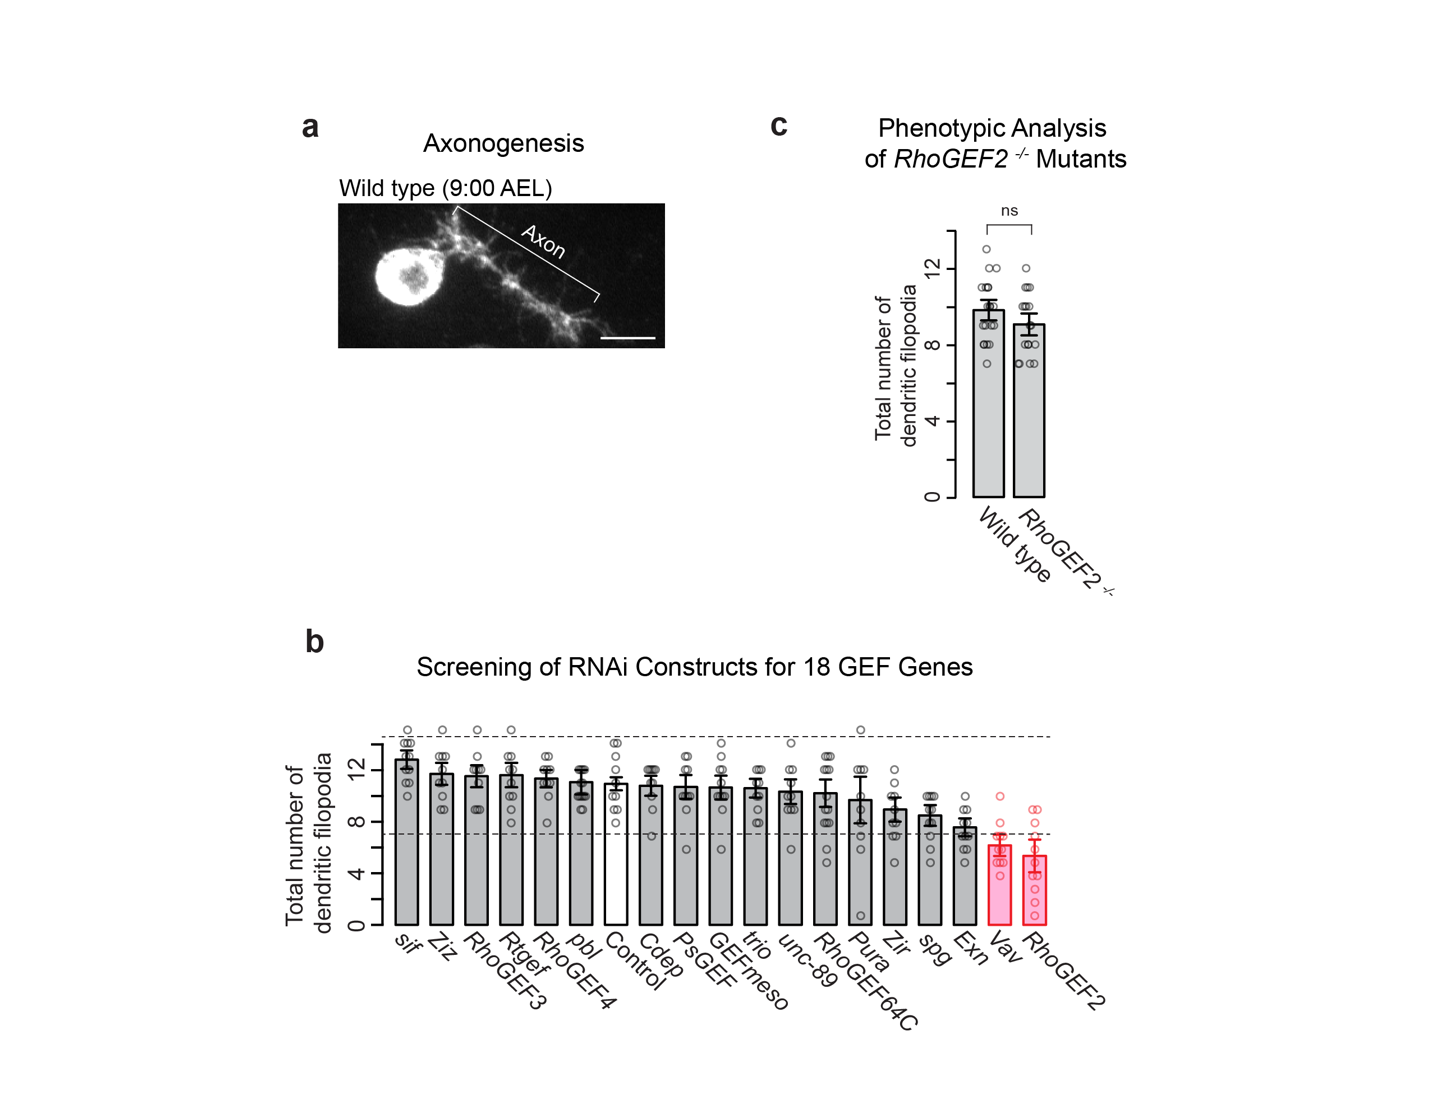 a
Axonogenesis
Wild type (9:00 AEL)
Axon
c
Phenotypic Analysis
of RhoGEF2 -/- Mutants
ns
Total number of
dendritic filopodia
12
8
4
0
Wild type
RhoGEF2 -/-
b
Screening of RNAi Constructs for 18 GEF Genes
Total number of
dendritic filopodia
12
8
4
0
sif
Ziz
RhoGEF3
Rtgef
RhoGEF4
pbl
Control
Cdep
PsGEF
GEFmeso
trio
unc-89
RhoGEF64C
Pura
Zir
spg
Exn
Vav
RhoGEF2